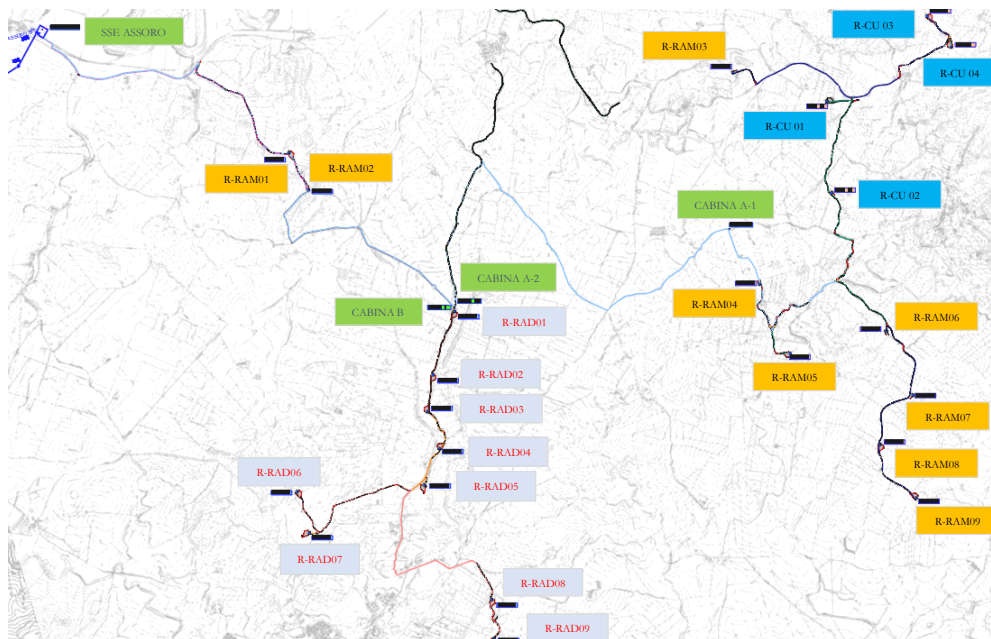 SSE ASSORO
R-CU 03
R-RAM03
R-CU 04
R-CU 01
R-RAM02
R-RAM01
R-CU 02
CABINA A-1
CABINA A-2
CABINA B
R-RAM04
R-RAD01
R-RAM06
R-RAD02
R-RAM05
R-RAD03
R-RAM07
R-RAD04
R-RAM08
R-RAD06
R-RAD05
R-RAM09
R-RAD07
R-RAD08
R-RAD09